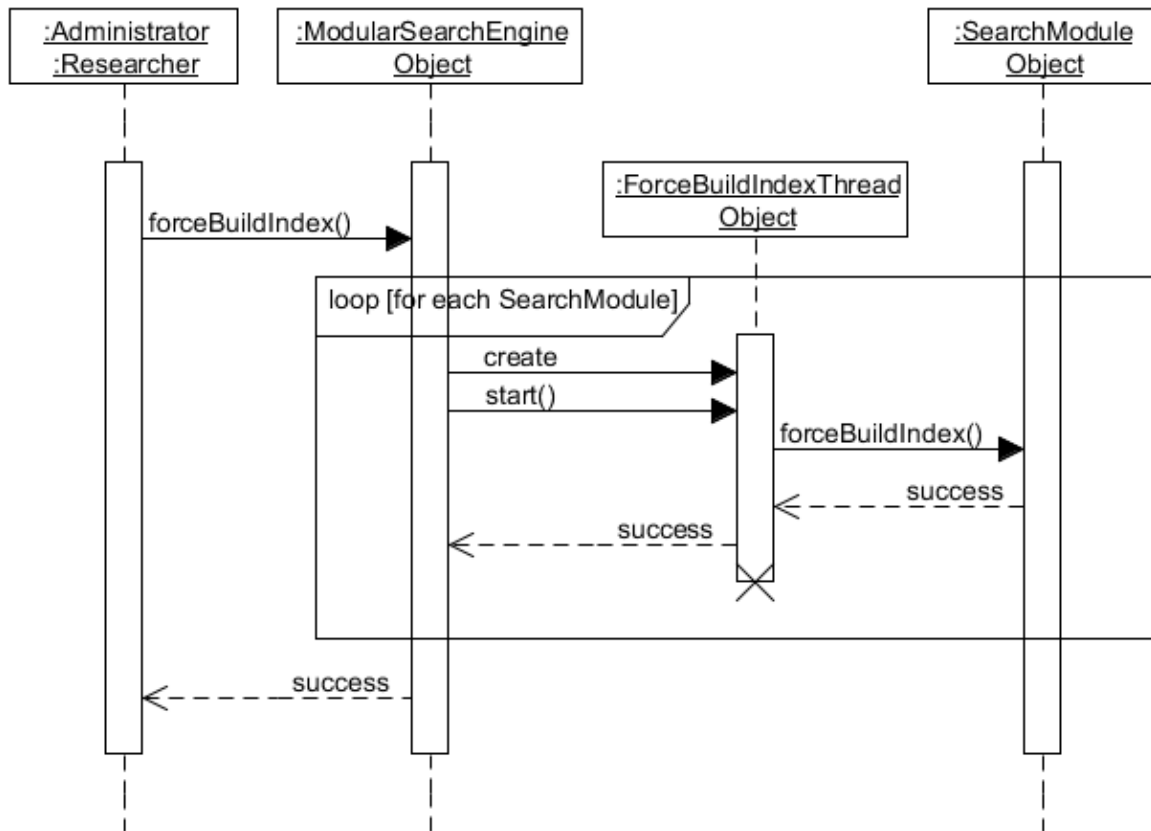 :Administrator
:Researcher
:ModularSearchEngine
Object
:SearchModule
Object
:ForceBuildIndexThread
Object
forceBuildIndex()
loop [for each SearchModule]
create
start()
forceBuildIndex()
success
success
success